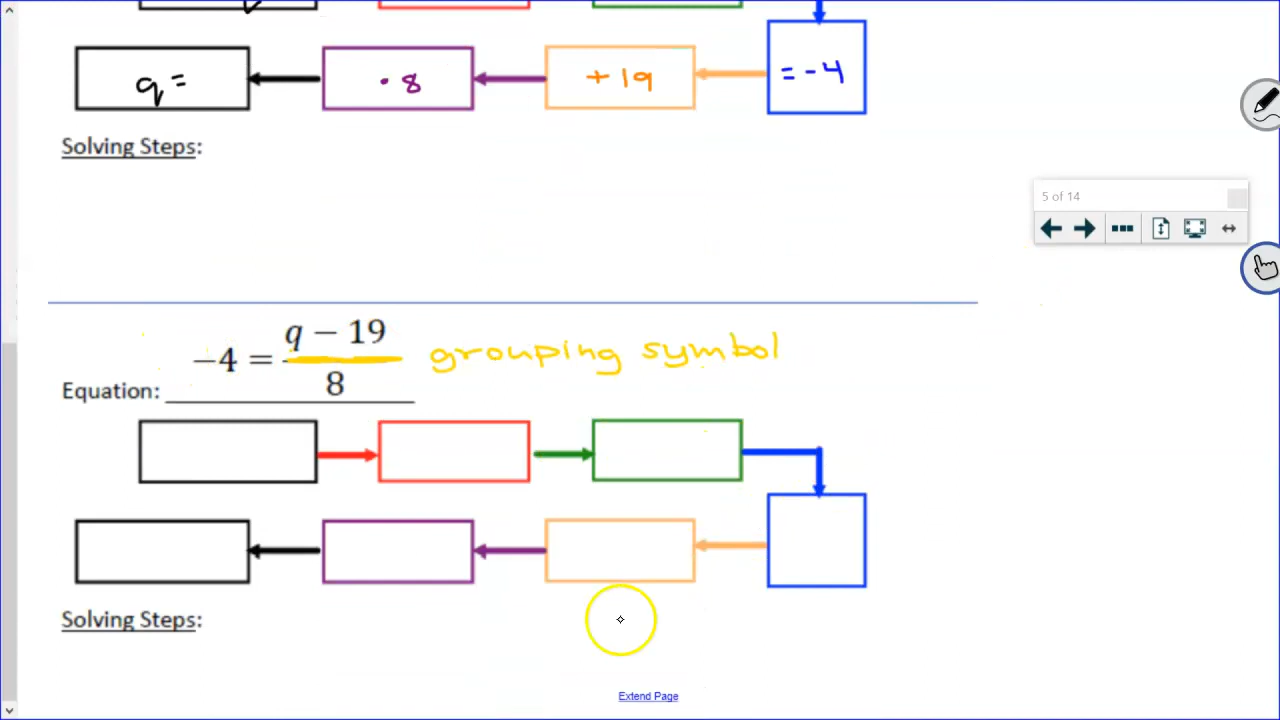 q = · 8 + 19 = -4
Solving Steps:
5 of 14
-4 = (q − 19)/8 grouping symbol
Equation:
Solving Steps:
Extend Page